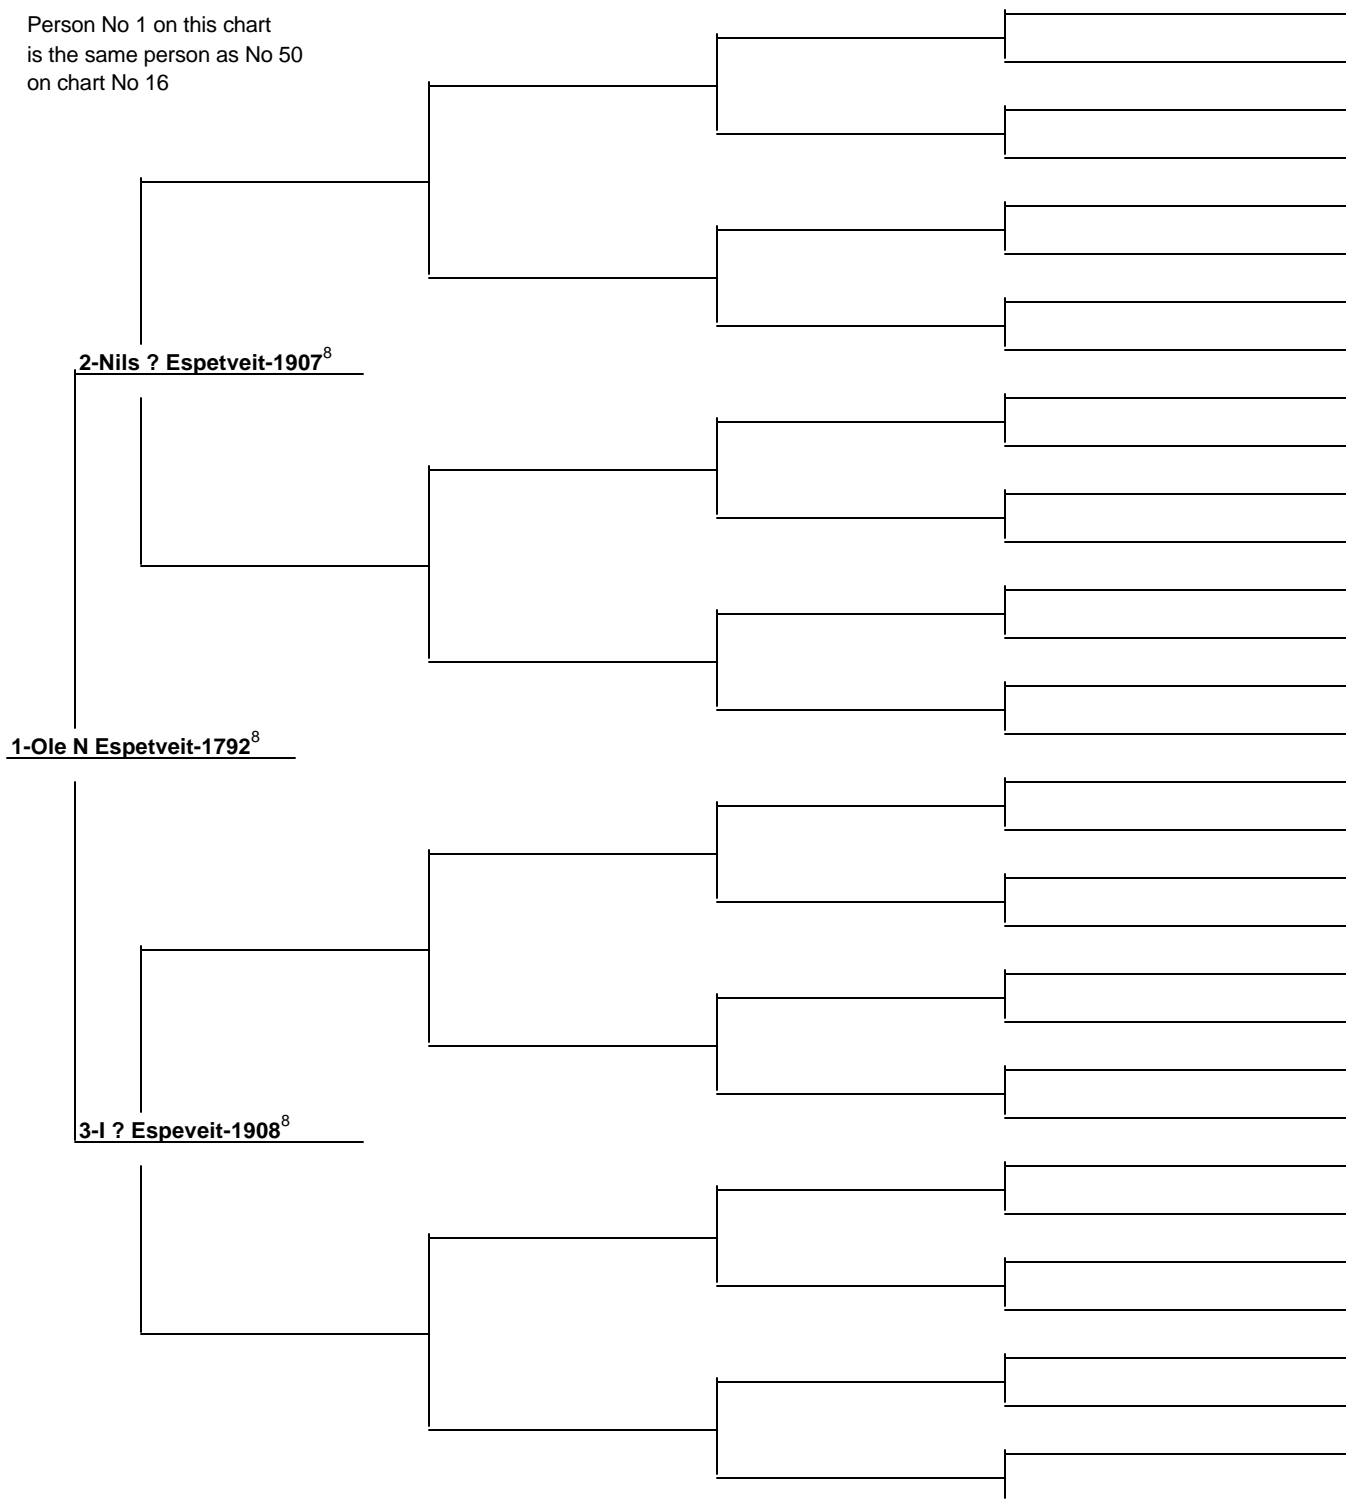 Person No 1 on this chart
is the same person as No 50
on chart No 16
2-Nils ? Espetveit-1907⁸
1-Ole N Espetveit-1792⁸
3-I ? Espeveit-1908⁸